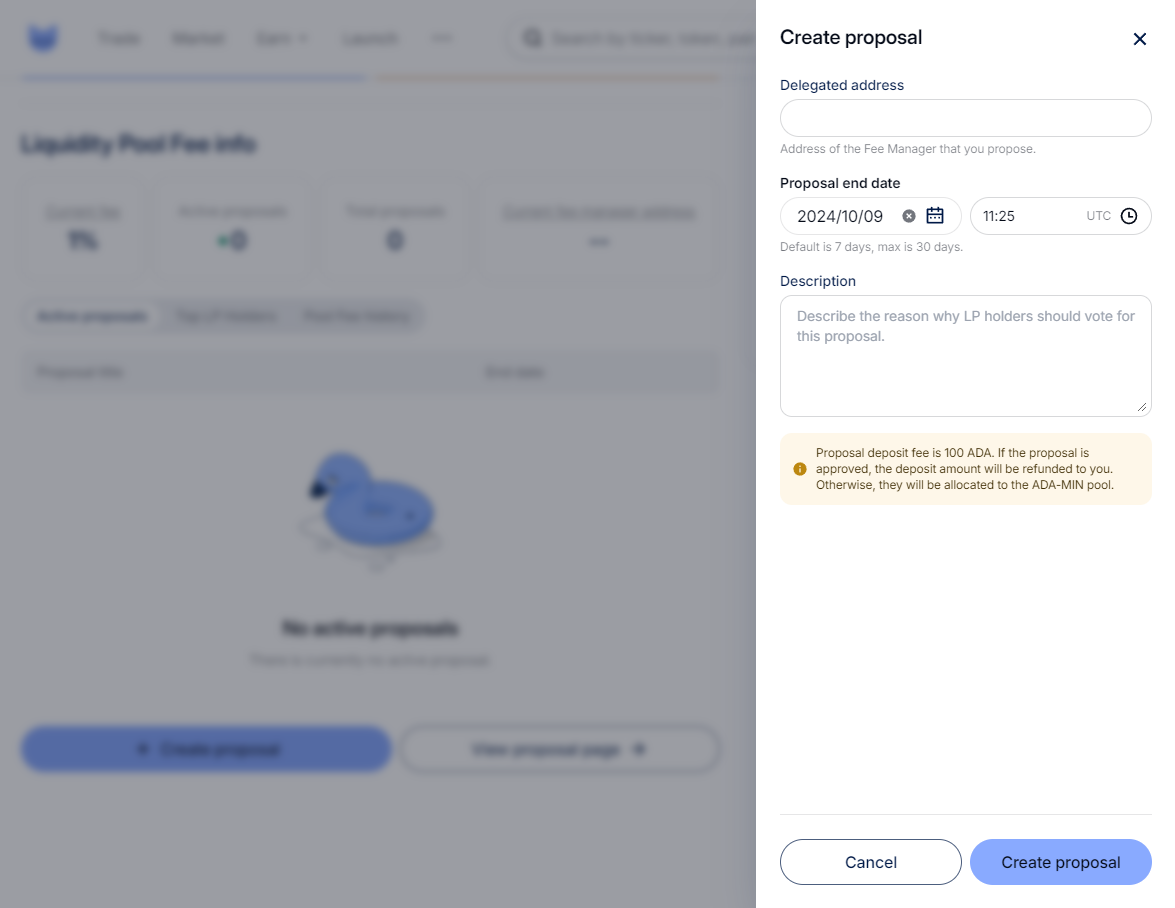 Trade Market Earn Launch
Search by ticker, token, pair
Liquidity Pool Fee info
Current fee
1%
Active proposals
0
Total proposals
0
Current fee manager address
--
Active proposals Top LP Holders Pool Fee history
Proposal title End date
No active proposals
There is currently no active proposal.
Create proposal View proposal page
Create proposal
Delegated address
Address of the Fee Manager that you propose.
Proposal end date
2024/10/09 11:25 UTC
Default is 7 days, max is 30 days.
Description
Describe the reason why LP holders should vote for
this proposal.
Proposal deposit fee is 100 ADA. If the proposal is
approved, the deposit amount will be refunded to you.
Otherwise, they will be allocated to the ADA-MIN pool.
Cancel Create proposal